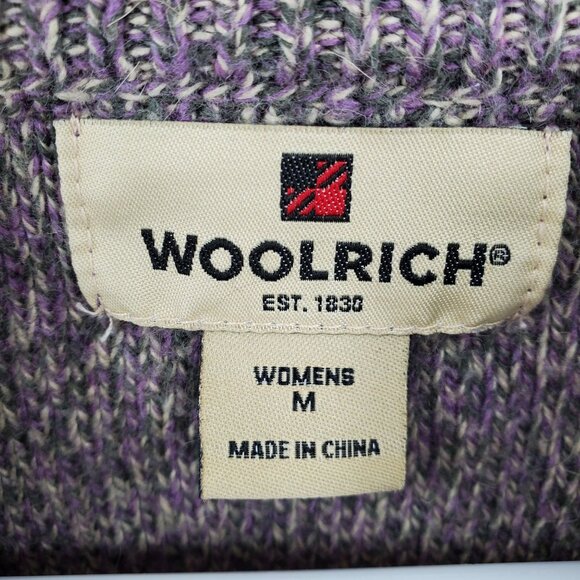 WOOLRICH®
EST. 1830
WOMENS
M
MADE IN CHINA